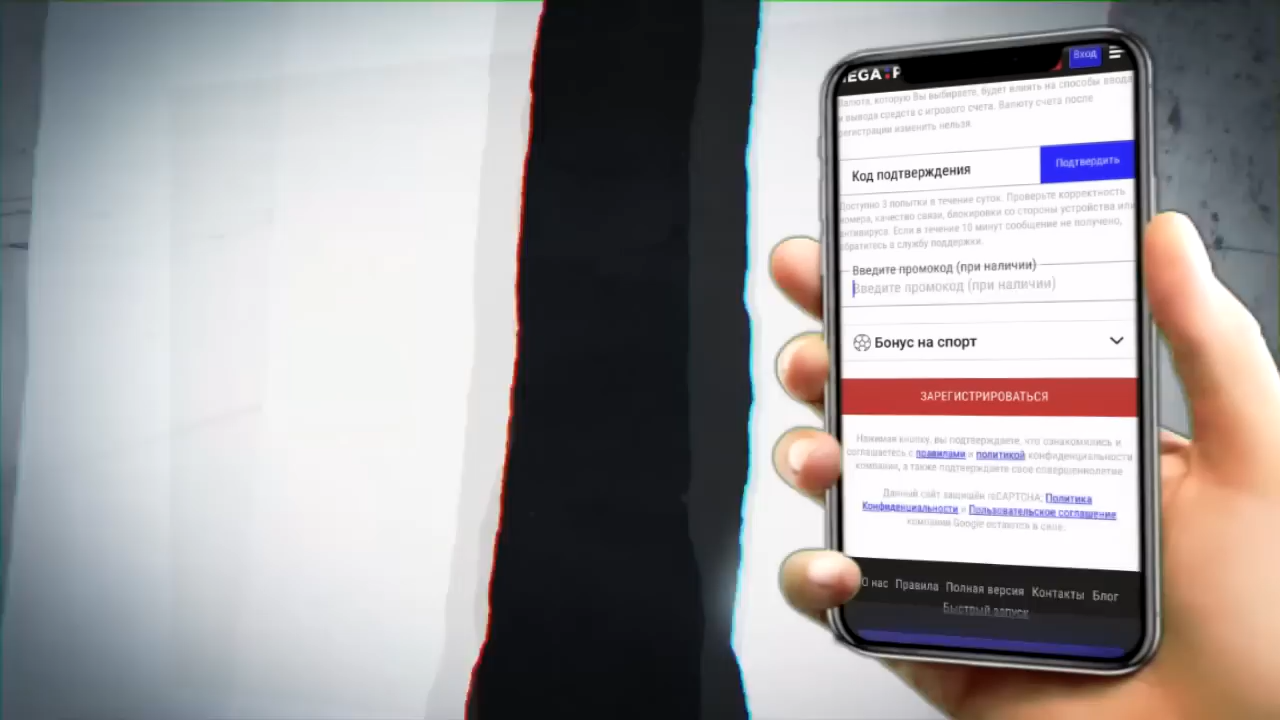 Вход
валюта, которую Вы выбираете, будет влиять на способы ввода
и вывода средств с игрового счета. Валюту счета после
регистрации изменить нельзя
Код подтверждения
Подтвердить
Доступно 3 попытки в течение суток. Проверьте корректность
номера, качество связи, блокировки со стороны устройства или
антивируса. Если в течение 10 минут сообщение не получено,
обратитесь в службу поддержки.
Введите промокод (при наличии)
Введите промокод (при наличии)
Бонус на спорт
ЗАРЕГИСТРИРОВАТЬСЯ
Нажимая кнопку, вы подтверждаете, что ознакомились и
соглашаетесь с правилами и политикой конфиденциальности
компании, а также подтверждаете свое совершеннолетие
Данный сайт защищён reCAPTCHA; Политика
Конфиденциальности и Пользовательское соглашение
компании Google остаются в силе.
О нас Правила Полная версия Контакты Блог
Быстрый запуск